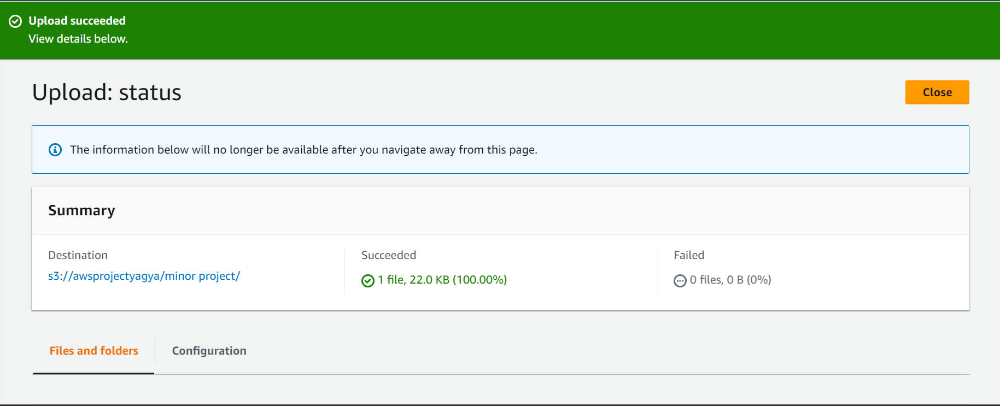 Upload succeeded
View details below.
Upload: status
Close
The information below will no longer be available after you navigate away from this page.
Summary
Destination
s3://awsprojectyagya/minor project/
Succeeded
1 file, 22.0 KB (100.00%)
Failed
0 files, 0 B (0%)
Files and folders
Configuration